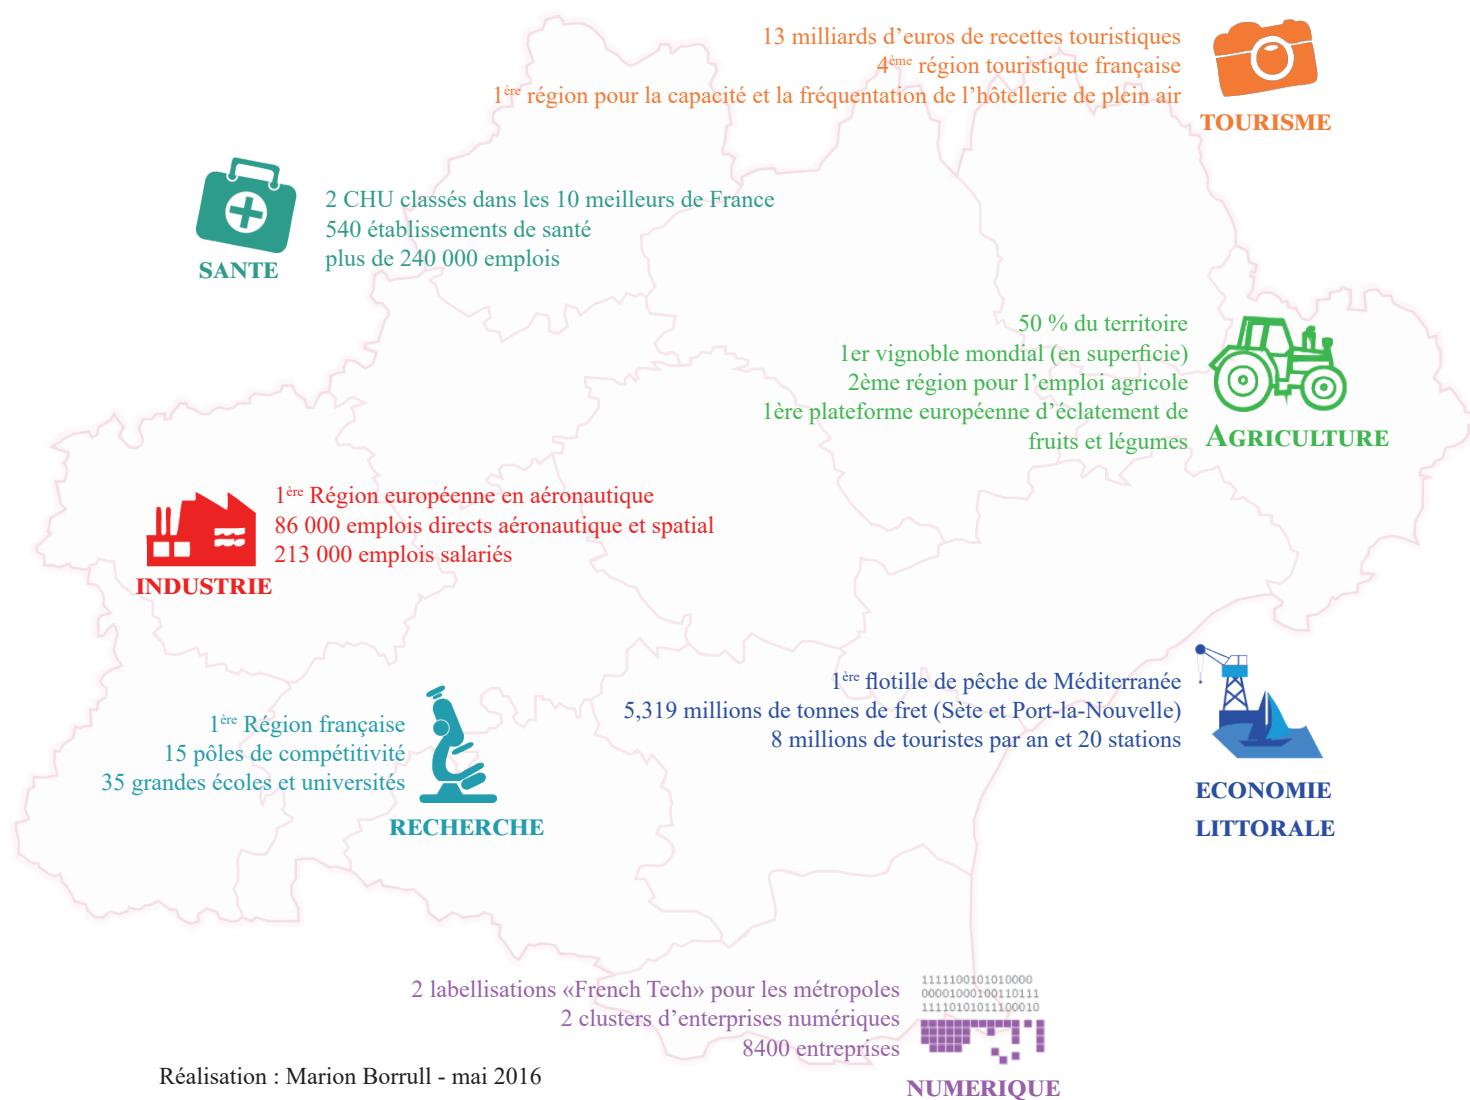 13 milliards d’euros de recettes touristiques
4ème région touristique française
1ère région pour la capacité et la fréquentation de l’hôtellerie de plein air
TOURISME
2 CHU classés dans les 10 meilleurs de France
540 établissements de santé
plus de 240 000 emplois
SANTE
50 % du territoire
1er vignoble mondial (en superficie)
2ème région pour l’emploi agricole
1ère plateforme européenne d’éclatement de
fruits et légumes
AGRICULTURE
1ère Région européenne en aéronautique
86 000 emplois directs aéronautique et spatial
213 000 emplois salariés
INDUSTRIE
1ère flotille de pêche de Méditerranée
5,319 millions de tonnes de fret (Sète et Port-la-Nouvelle)
8 millions de touristes par an et 20 stations
ECONOMIE
LITTORALE
1ère Région française
15 pôles de compétitivité
35 grandes écoles et universités
RECHERCHE
2 labellisations «French Tech» pour les métropoles
2 clusters d’enterprises numériques
8400 entreprises
1111100101010000
00001000100110111
11110101011100010
NUMERIQUE
Réalisation : Marion Borrull - mai 2016